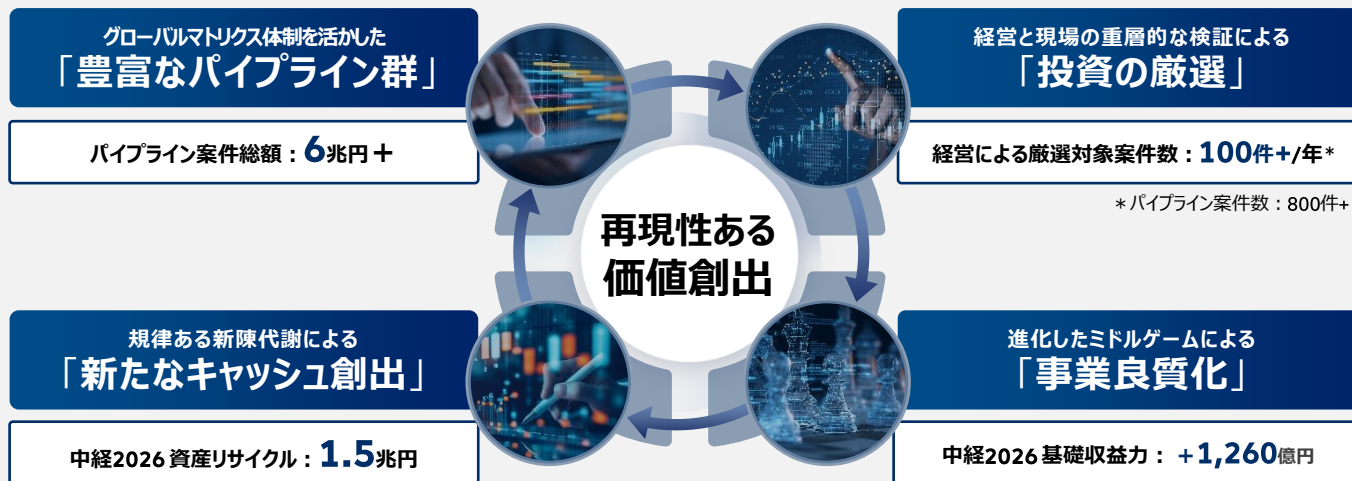 グローバルマトリクス体制を活かした
「豊富なパイプライン群」
パイプライン案件総額:6兆円+
経営と現場の重層的な検証による
「投資の厳選」
経営による厳選対象案件数:100件+/年*
*パイプライン案件数:800件+
再現性ある
価値創出
規律ある新陳代謝による
「新たなキャッシュ創出」
中経2026 資産リサイクル:1.5兆円
進化したミドルゲームによる
「事業良質化」
中経2026 基礎収益力: +1,260億円